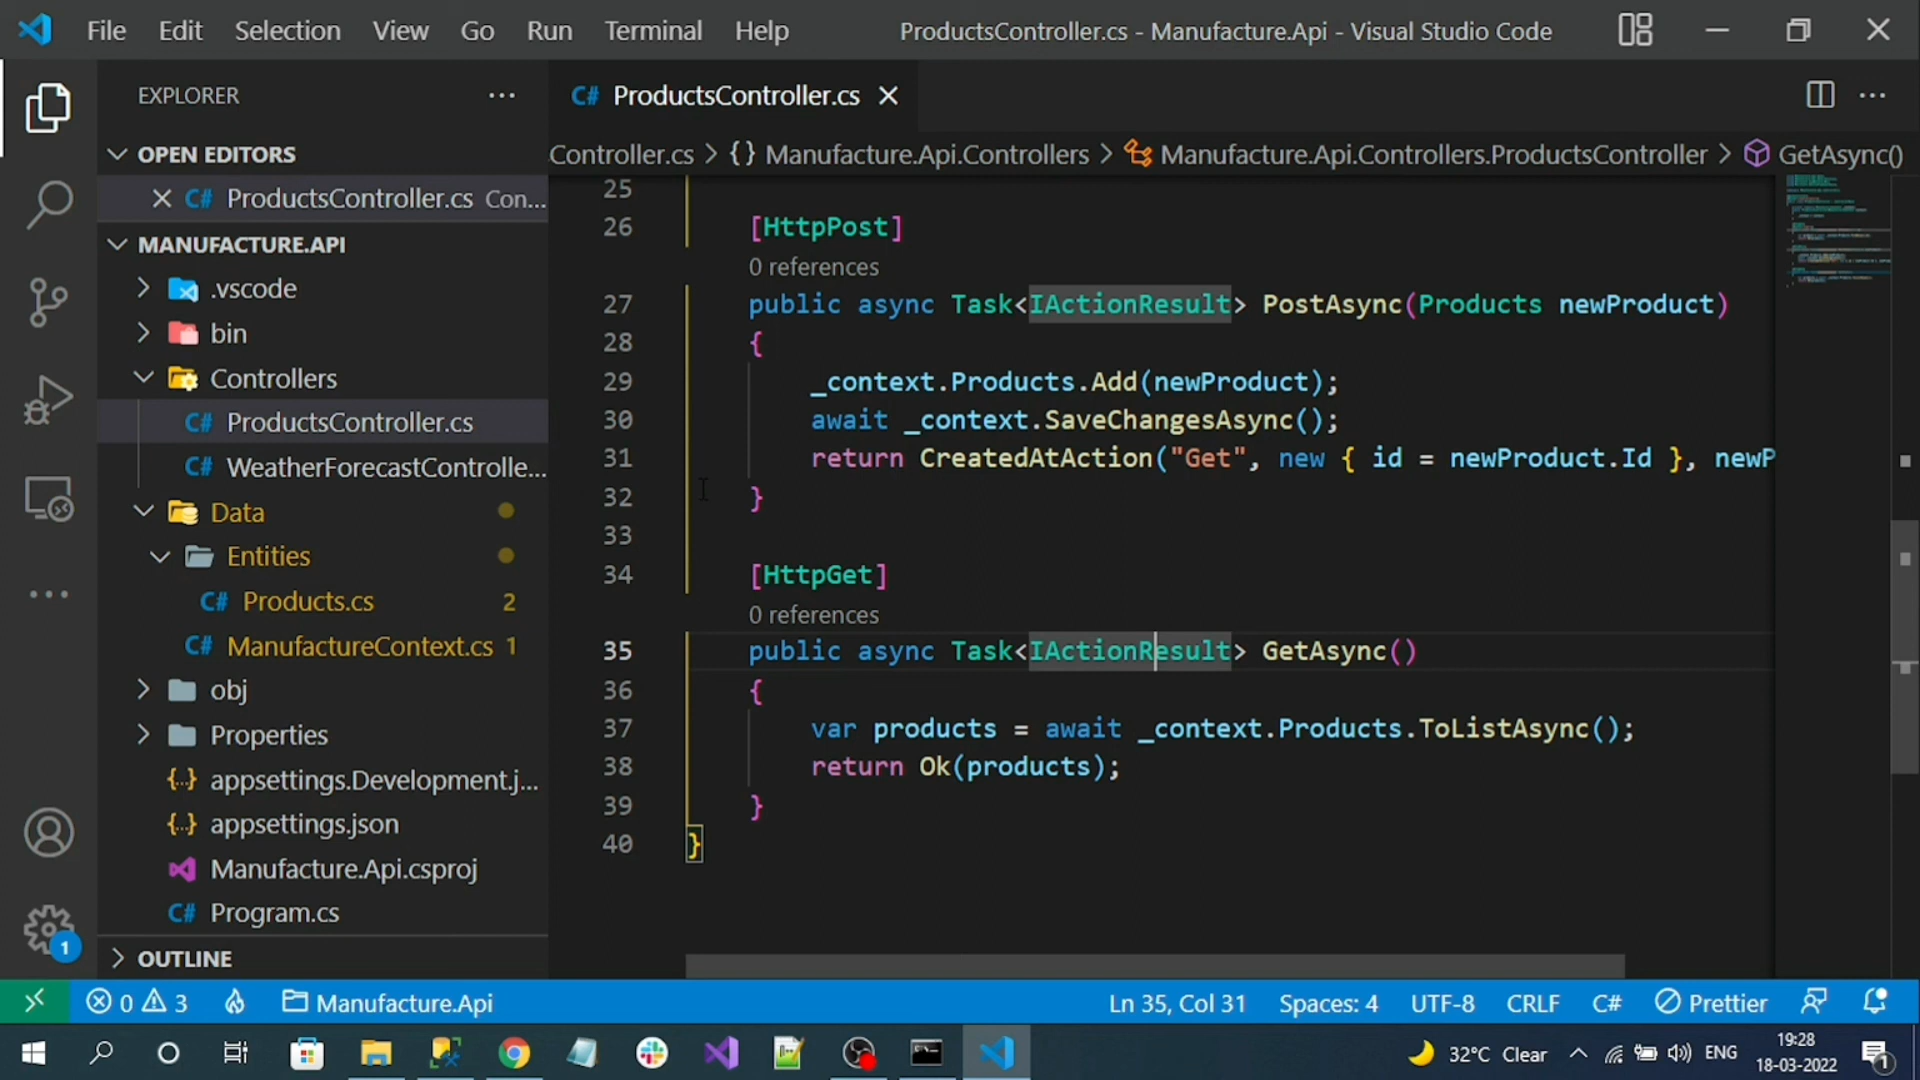 File Edit Selection View Go Run Terminal Help ProductsController.cs - Manufacture.Api - Visual Studio Code
EXPLORER
C# ProductsController.cs
OPEN EDITORS
Controller.cs > {} Manufacture.Api.Controllers > Manufacture.Api.Controllers.ProductsController > GetAsync()
C# ProductsController.cs Con...
MANUFACTURE.API
.vscode
bin
Controllers
C# ProductsController.cs
C# WeatherForecastControlle...
Data
Entities
C# Products.cs 2
C# ManufactureContext.cs 1
obj
Properties
{..} appsettings.Development.j...
{..} appsettings.json
Manufacture.Api.csproj
C# Program.cs
OUTLINE
25
26 [HttpPost]
0 references
27 public async Task<IActionResult> PostAsync(Products newProduct)
28 {
29 _context.Products.Add(newProduct);
30 await _context.SaveChangesAsync();
31 return CreatedAtAction("Get", new { id = newProduct.Id }, newP
32 }
33
34 [HttpGet]
0 references
35 public async Task<IActionResult> GetAsync()
36 {
37 var products = await _context.Products.ToListAsync();
38 return Ok(products);
39 }
40 }
1
0 3 Manufacture.Api Ln 35, Col 31 Spaces: 4 UTF-8 CRLF C# Prettier
32°C Clear ENG 19:28
18-03-2022
1